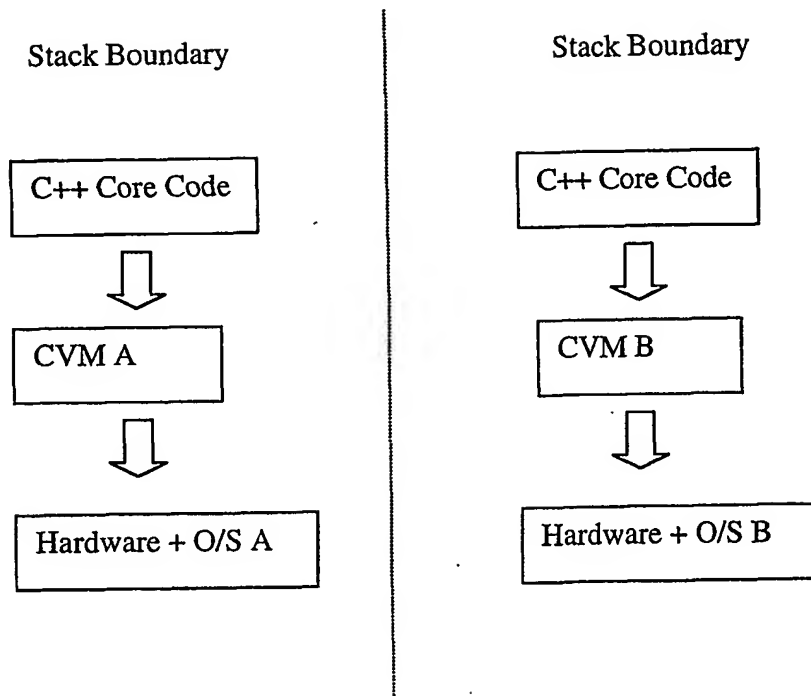 Stack Boundary
C++ Core Code
CVM A
Hardware + O/S A
Stack Boundary
C++ Core Code
CVM B
Hardware + O/S B